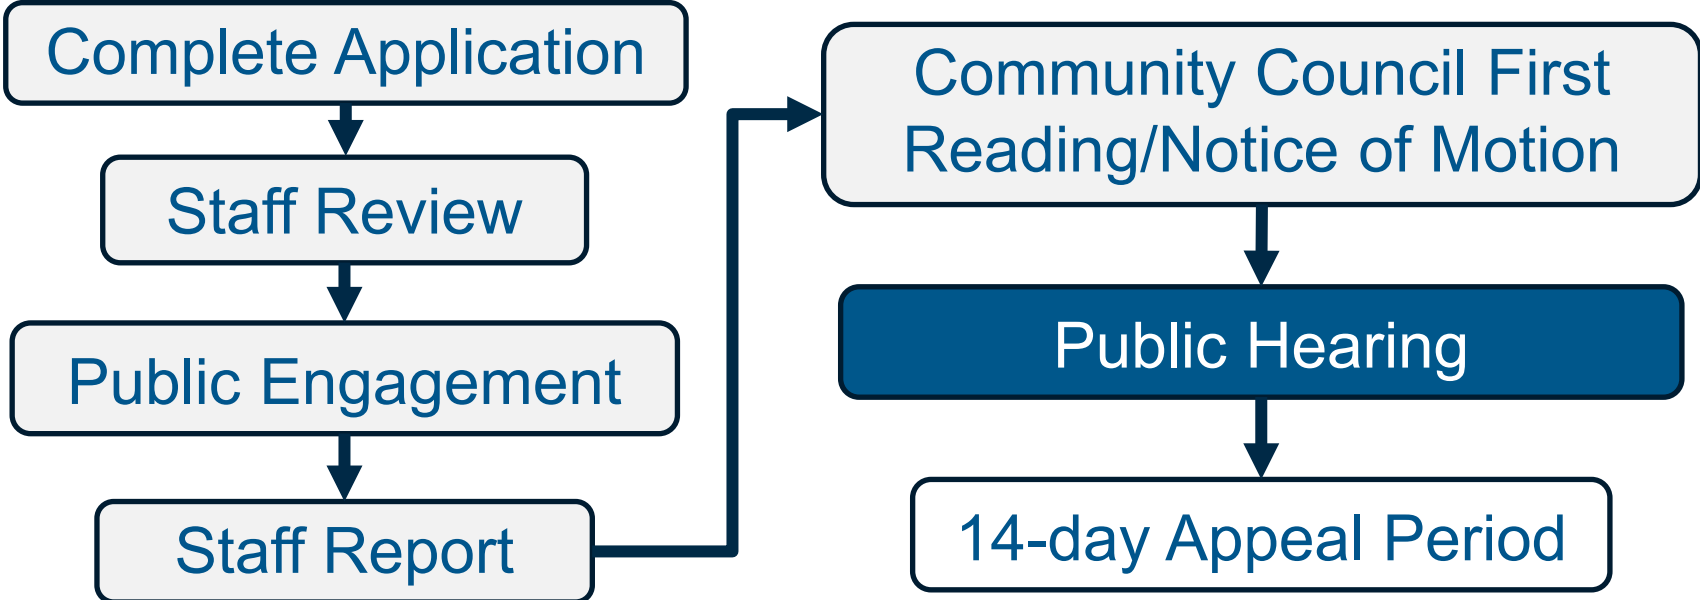 Complete Application
Staff Review
Public Engagement
Staff Report
Community Council First
Reading/Notice of Motion
Public Hearing
14-day Appeal Period